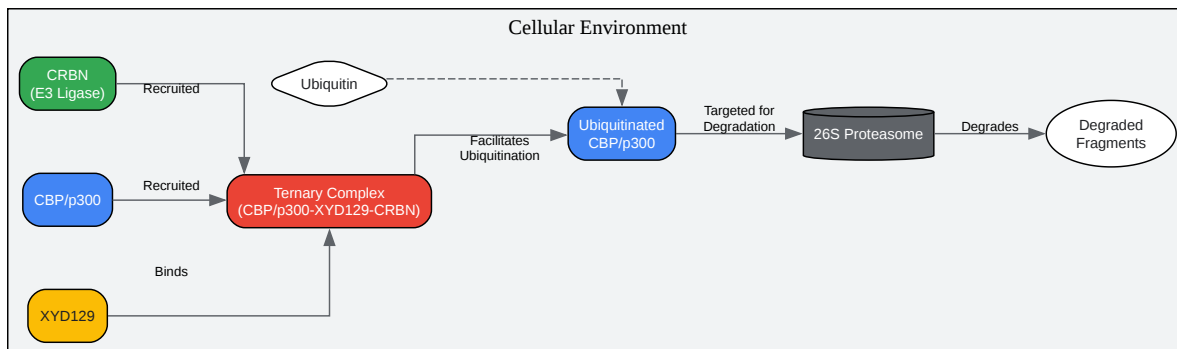 Cellular Environment
CRBN
(E3 Ligase)
Recruited
Ubiquitin
CBP/p300
Recruited
Ternary Complex
(CBP/p300-XYD129-CRBN)
Facilitates
Ubiquitination
Ubiquitinated
CBP/p300
Targeted for
Degradation
26S Proteasome
Degrades
Degraded
Fragments
Binds
XYD129